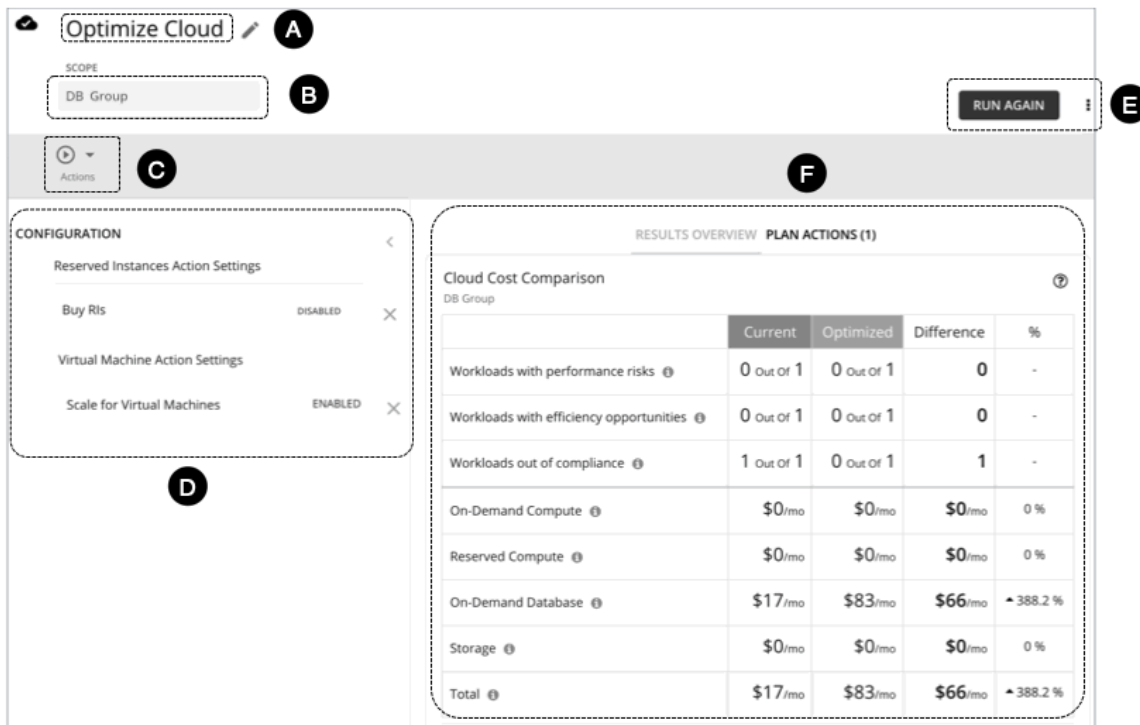 Optimize Cloud
A
SCOPE
DB Group
B
RUN AGAIN
E
Actions
C
F
CONFIGURATION
Reserved Instances Action Settings
Buy RIs DISABLED
Virtual Machine Action Settings
Scale for Virtual Machines ENABLED
D
RESULTS OVERVIEW PLAN ACTIONS (1)
Cloud Cost Comparison
DB Group
Current Optimized Difference %
Workloads with performance risks 0 Out Of 1 0 Out Of 1 0 -
Workloads with efficiency opportunities 0 Out Of 1 0 Out Of 1 0 -
Workloads out of compliance 1 Out Of 1 0 Out Of 1 1 -
On-Demand Compute $0/mo $0/mo $0/mo 0 %
Reserved Compute $0/mo $0/mo $0/mo 0 %
On-Demand Database $17/mo $83/mo $66/mo 388.2 %
Storage $0/mo $0/mo $0/mo 0 %
Total $17/mo $83/mo $66/mo 388.2 %